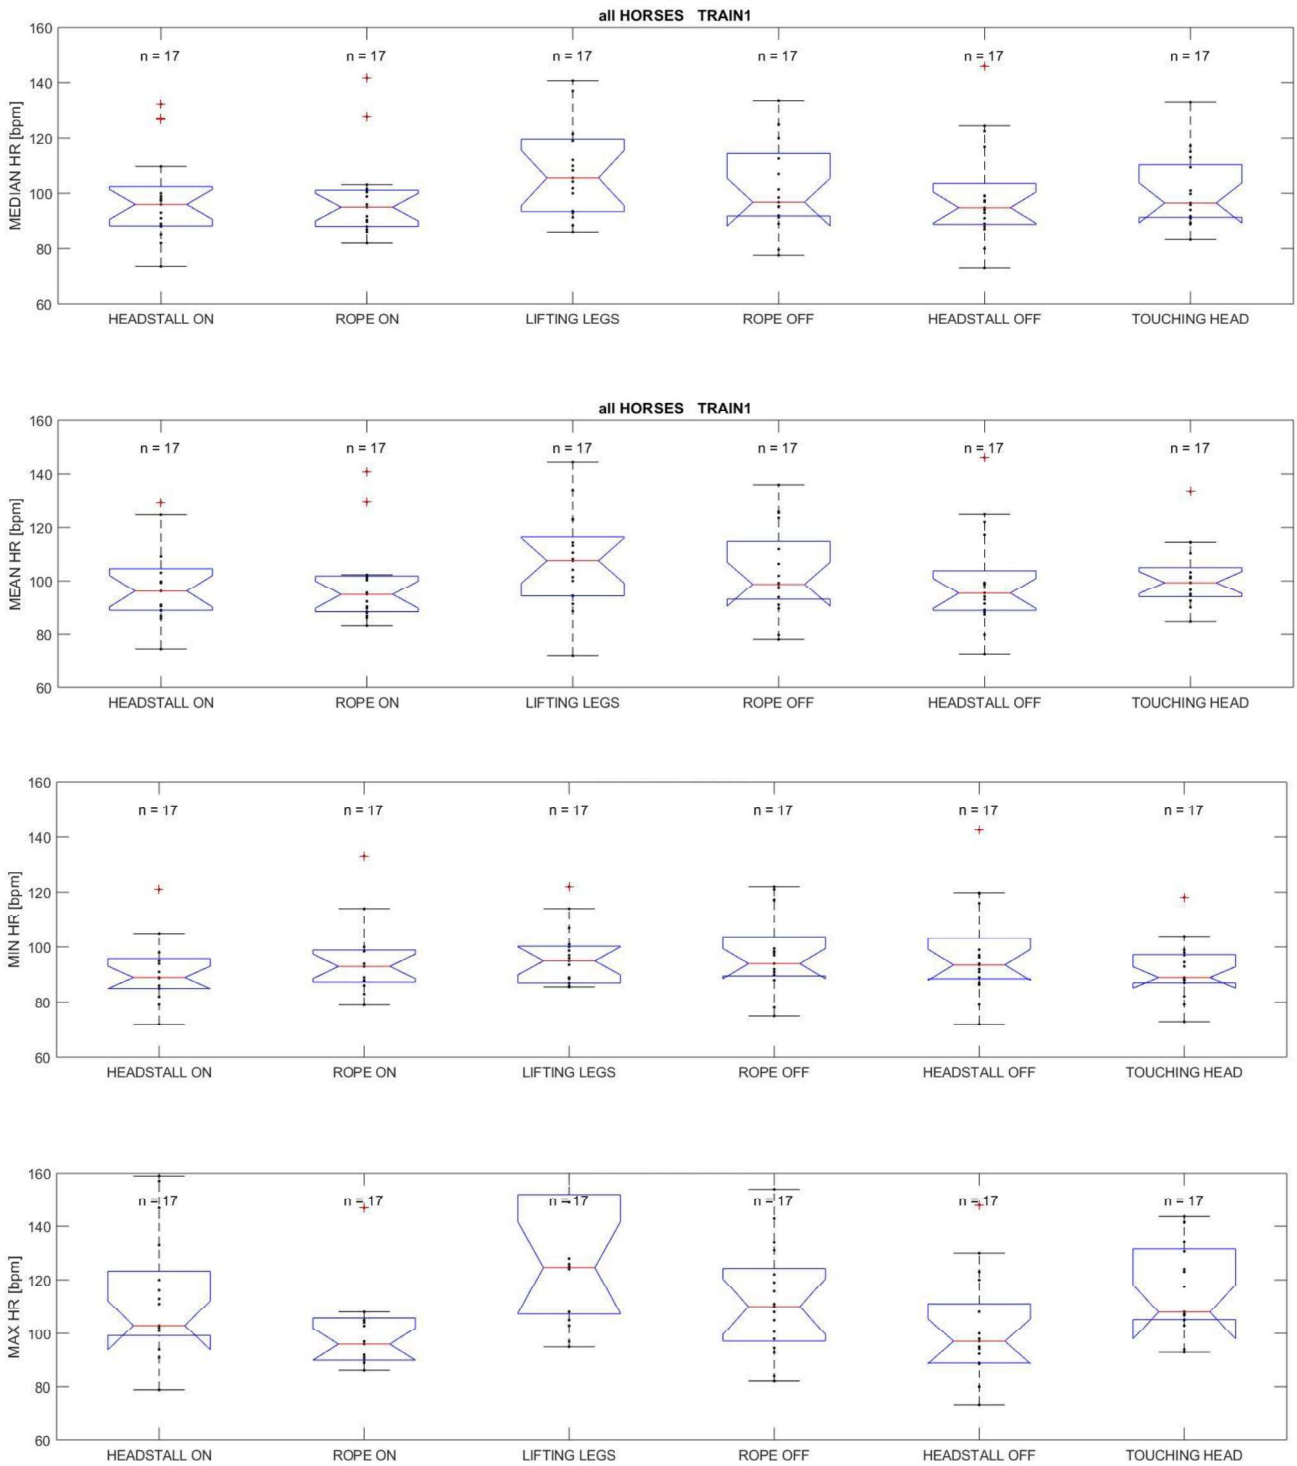 all HORSES TRAIN1
160
n = 17 n = 17 n = 17 n = 17 n = 17 n = 17
140
120
MEDIAN HR [bpm]
100
80
60
HEADSTALL ON ROPE ON LIFTING LEGS ROPE OFF HEADSTALL OFF TOUCHING HEAD
all HORSES TRAIN1
160
n = 17 n = 17 n = 17 n = 17 n = 17 n = 17
140
120
MEAN HR [bpm]
100
80
60
HEADSTALL ON ROPE ON LIFTING LEGS ROPE OFF HEADSTALL OFF TOUCHING HEAD
160
n = 17 n = 17 n = 17 n = 17 n = 17 n = 17
140
120
MIN HR [bpm]
100
80
60
HEADSTALL ON ROPE ON LIFTING LEGS ROPE OFF HEADSTALL OFF TOUCHING HEAD
160
n = 17 n = 17 n = 17 n = 17 n = 17 n = 17
140
120
MAX HR [bpm]
100
80
60
HEADSTALL ON ROPE ON LIFTING LEGS ROPE OFF HEADSTALL OFF TOUCHING HEAD